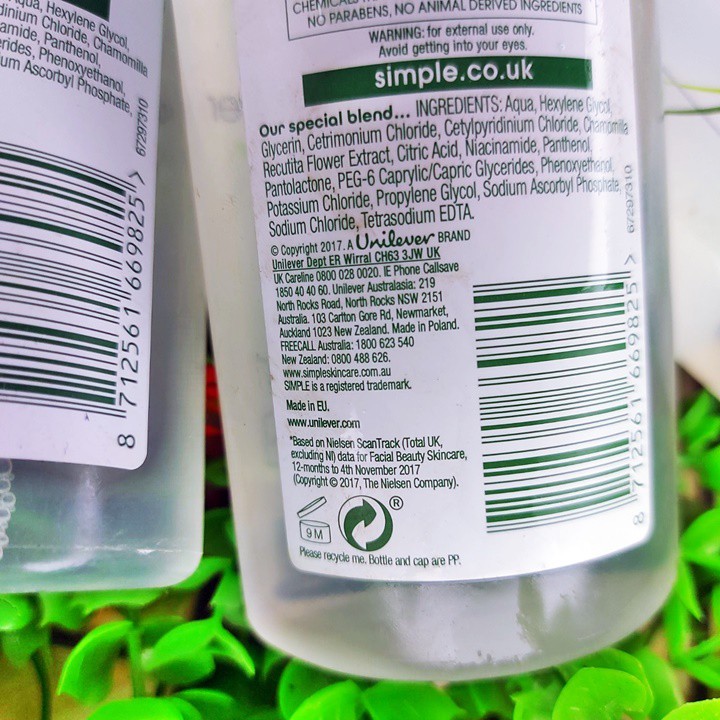 Aqua, Hexylene Glycol,
Chloride, Chamomilla
Panthenol,
Phenoxyethanol,
Ascorbyl Phosphate,
67297310
8 712561 669825 >
NO PARABENS, NO ANIMAL DERIVED INGREDIENTS
WARNING: for external use only.
Avoid getting into your eyes.
simple.co.uk
Our special blend... INGREDIENTS: Aqua, Hexylene Glycol,
Glycerin, Cetrimonium Chloride, Cetylpyridinium Chloride, Chamomilla
Recutita Flower Extract, Citric Acid, Niacinamide, Panthenol,
Pantolactone, PEG-6 Caprylic/Capric Glycerides, Phenoxyethanol,
Potassium Chloride, Propylene Glycol, Sodium Ascorbyl Phosphate,
Sodium Chloride, Tetrasodium EDTA.
67297310
© Copyright 2017. A Unilever BRAND
Unilever Dept ER Wirral CH63 3JW UK
UK Careline 0800 028 0020. IE Phone Callsave
1850 40 40 60. Unilever Australasia: 219
North Rocks Road, North Rocks NSW 2151
Australia. 103 Carlton Gore Rd, Newmarket,
Auckland 1023 New Zealand. Made in Poland.
FREECALL Australia: 1800 623 540
New Zealand: 0800 488 626.
www.simpleskincare.com.au
SIMPLE is a registered trademark.
Made in EU.
www.unilever.com
*Based on Nielsen ScanTrack (Total UK,
excluding NI) data for Facial Beauty Skincare,
12-months to 4th November 2017
(Copyright © 2017, The Nielsen Company).
8 712561 669825 >
9 M
®
Please recycle me. Bottle and cap are PP.